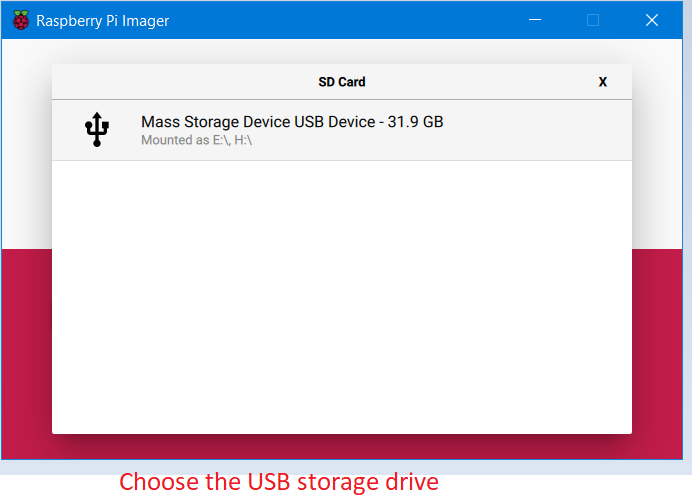 Raspberry Pi Imager
SD Card X
Mass Storage Device USB Device - 31.9 GB
Mounted as E:\, H:\
Choose the USB storage drive